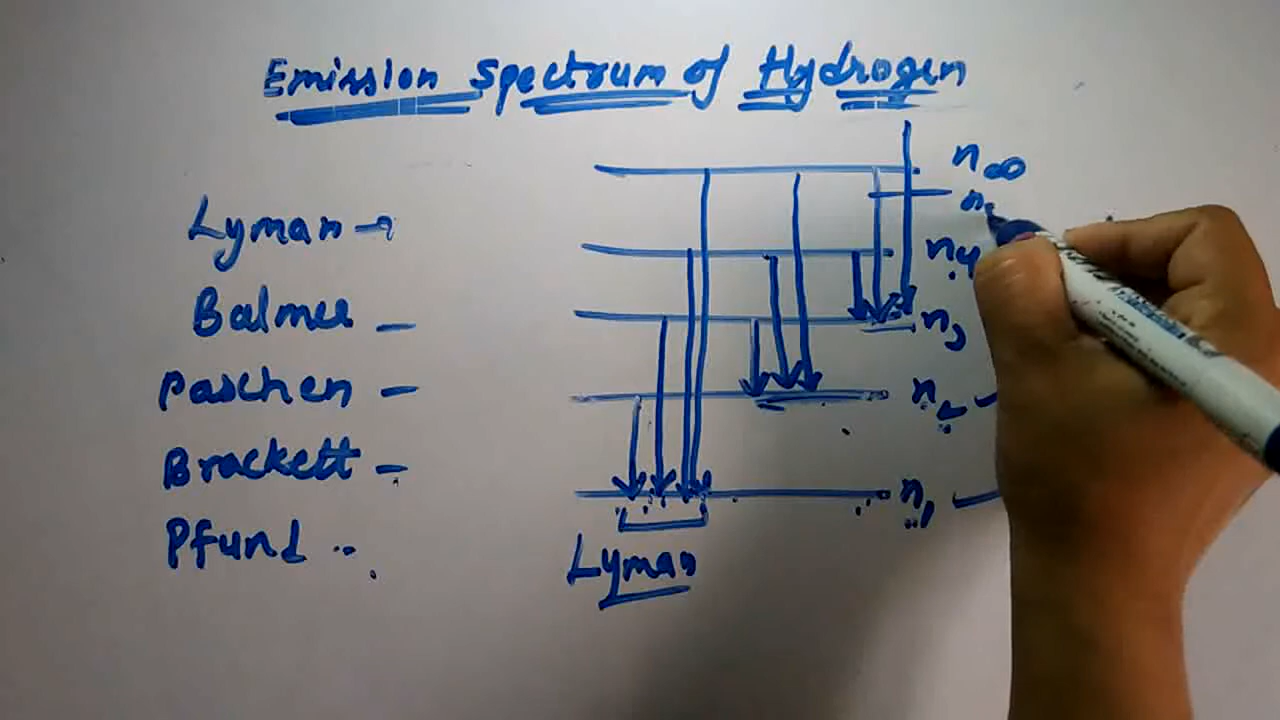 Emission Spectrum of Hydrogen
n∞
n
n4
n3
n2
n1
Lyman
Balmer
Paschen
Brackett
Pfund
Lyman